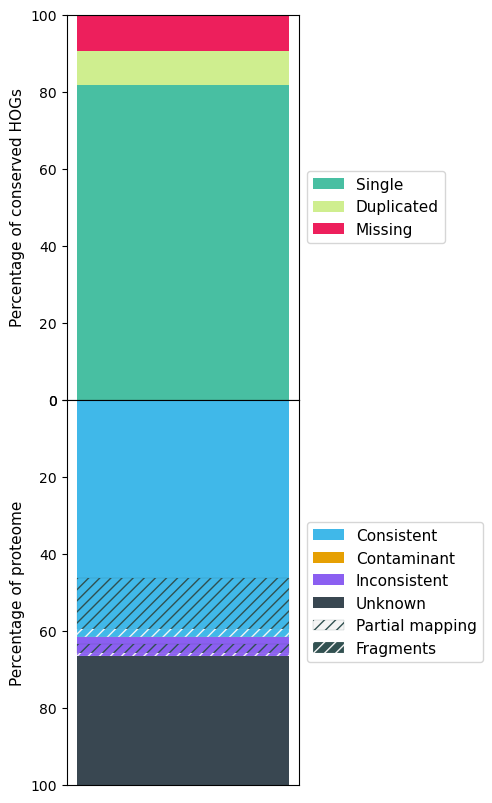 100
80
60
40
20
0
Percentage of conserved HOGs
Single
Duplicated
Missing
0
20
40
60
80
100
Percentage of proteome
Consistent
Contaminant
Inconsistent
Unknown
Partial mapping
Fragments